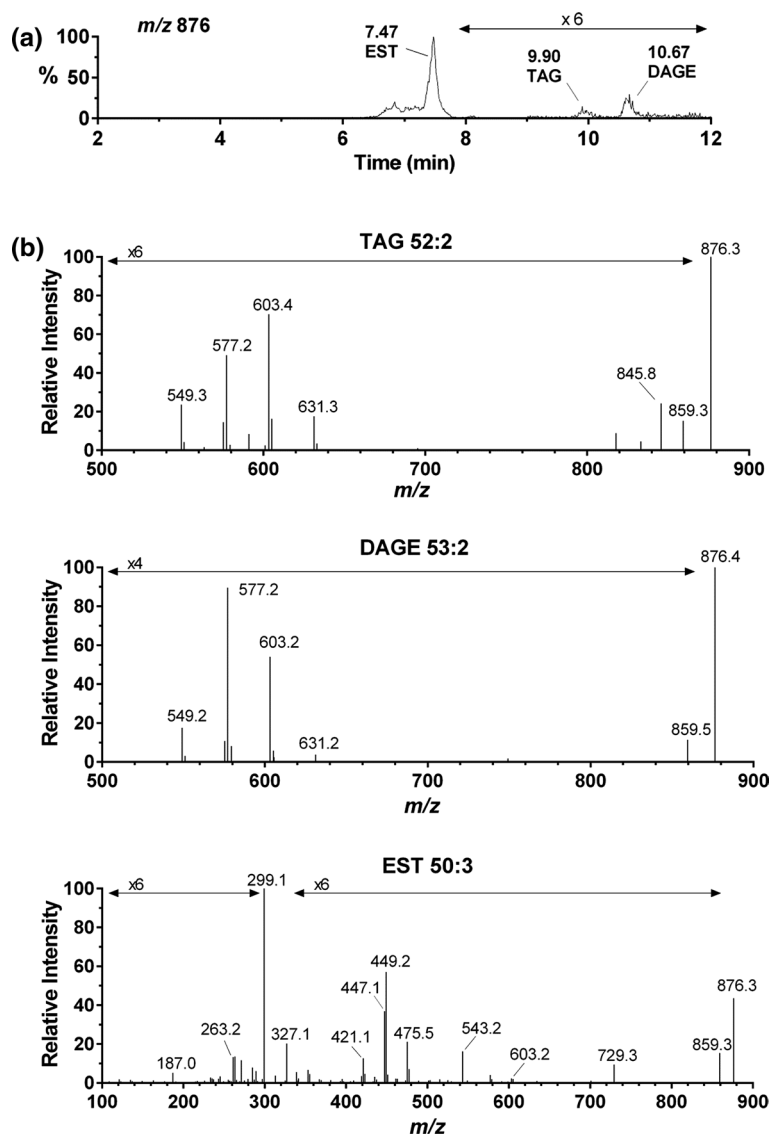 (a)
m/z 876
x 6
7.47
EST
9.90
TAG
10.67
DAGE
100
50
0
%
2 4 6 8 10 12
Time (min)
(b)
TAG 52:2
x6
876.3
603.4
577.2
549.3
631.3
845.8
859.3
100
80
60
40
20
0
Relative Intensity
500 600 700 800 900
m/z
DAGE 53:2
x4
876.4
577.2
603.2
549.2
631.2
859.5
100
80
60
40
20
0
Relative Intensity
500 600 700 800 900
m/z
EST 50:3
x6
299.1
x6
449.2
447.1
876.3
263.2
327.1
421.1
475.5
543.2
187.0
603.2
729.3
859.3
100
80
60
40
20
0
Relative Intensity
100 200 300 400 500 600 700 800 900
m/z